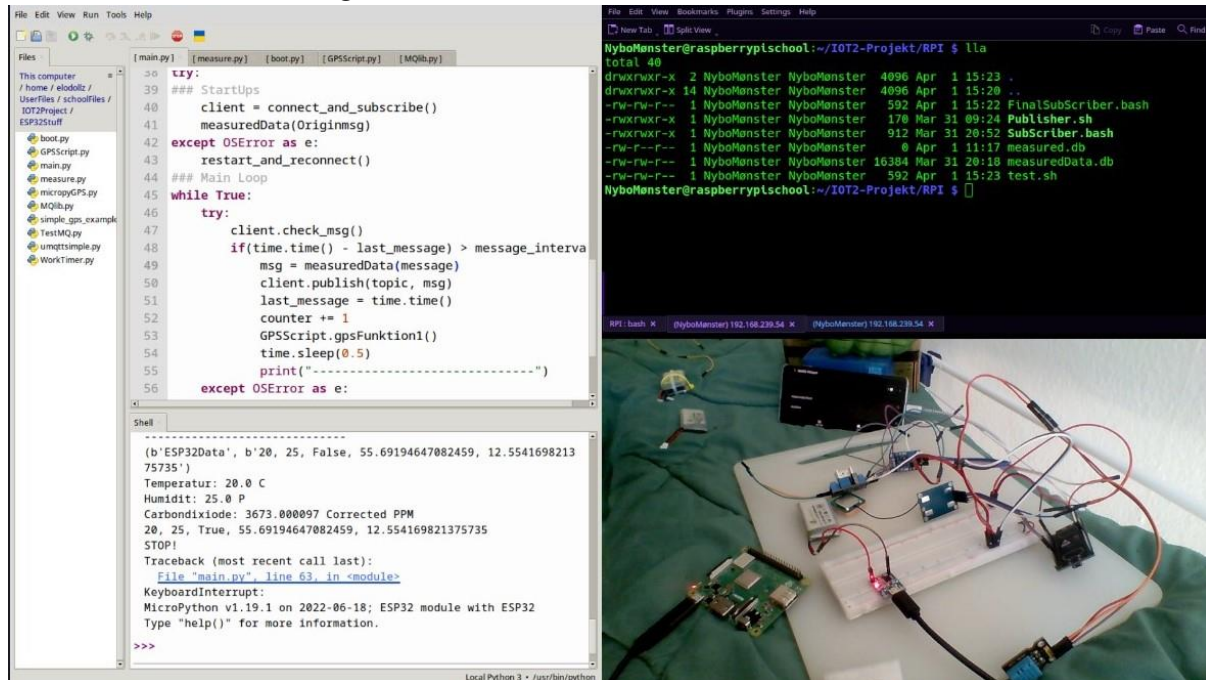 File Edit View Run Tools Help
Files
This computer
/ home / elodollz /
UserFiles / schoolFiles /
IOT2Project /
ESP32Stuff
boot.py
GPSScript.py
main.py
measure.py
micropyGPS.py
MQlib.py
simple_gps_exampk
TestMQ.py
umqttsimple.py
WorkTimer.py
[ main.py ] [ measure.py ] [ boot.py ] [ GPSScript.py ] [ MQlib.py ]
38 try:
39 ### StartUps
40 client = connect_and_subscribe()
41 measuredData(Originmsg)
42 except OSError as e:
43 restart_and_reconnect()
44 ### Main Loop
45 while True:
46 try:
47 client.check_msg()
48 if(time.time() - last_message) > message_interva
49 msg = measuredData(message)
50 client.publish(topic, msg)
51 last_message = time.time()
52 counter += 1
53 GPSScript.gpsFunktion1()
54 time.sleep(0.5)
55 print("------------------------------")
56 except OSError as e:
Shell
------------------------------
(b'ESP32Data', b'20, 25, False, 55.69194647082459, 12.5541698213
75735')
Temperatur: 20.0 C
Humidit: 25.0 P
Carbondixiode: 3673.000097 Corrected PPM
20, 25, True, 55.69194647082459, 12.554169821375735
STOP!
Traceback (most recent call last):
File "main.py", line 63, in <module>
KeyboardInterrupt:
MicroPython v1.19.1 on 2022-06-18; ESP32 module with ESP32
Type "help()" for more information.
>>>
Local Python 3 • /usr/bin/python
File Edit View Bookmarks Plugins Settings Help
New Tab Split View Copy Paste Find
NyboMønster@raspberrypischool:~/IOT2-Projekt/RPI $ lla
total 40
drwxrwxr-x 2 NyboMønster NyboMønster 4096 Apr 1 15:23 .
drwxrwxr-x 14 NyboMønster NyboMønster 4096 Apr 1 15:20 ..
-rw-rw-r-- 1 NyboMønster NyboMønster 592 Apr 1 15:22 FinalSubScriber.bash
-rwxrwxr-x 1 NyboMønster NyboMønster 170 Mar 31 09:24 Publisher.sh
-rwxrwxr-x 1 NyboMønster NyboMønster 912 Mar 31 20:52 SubScriber.bash
-rw-r--r-- 1 NyboMønster NyboMønster 0 Apr 1 11:17 measured.db
-rw-rw-r-- 1 NyboMønster NyboMønster 16384 Mar 31 20:18 measuredData.db
-rw-rw-r-- 1 NyboMønster NyboMønster 592 Apr 1 15:23 test.sh
NyboMønster@raspberrypischool:~/IOT2-Projekt/RPI $
RPI : bash (NyboMønster) 192.168.239.54 (NyboMønster) 192.168.239.54